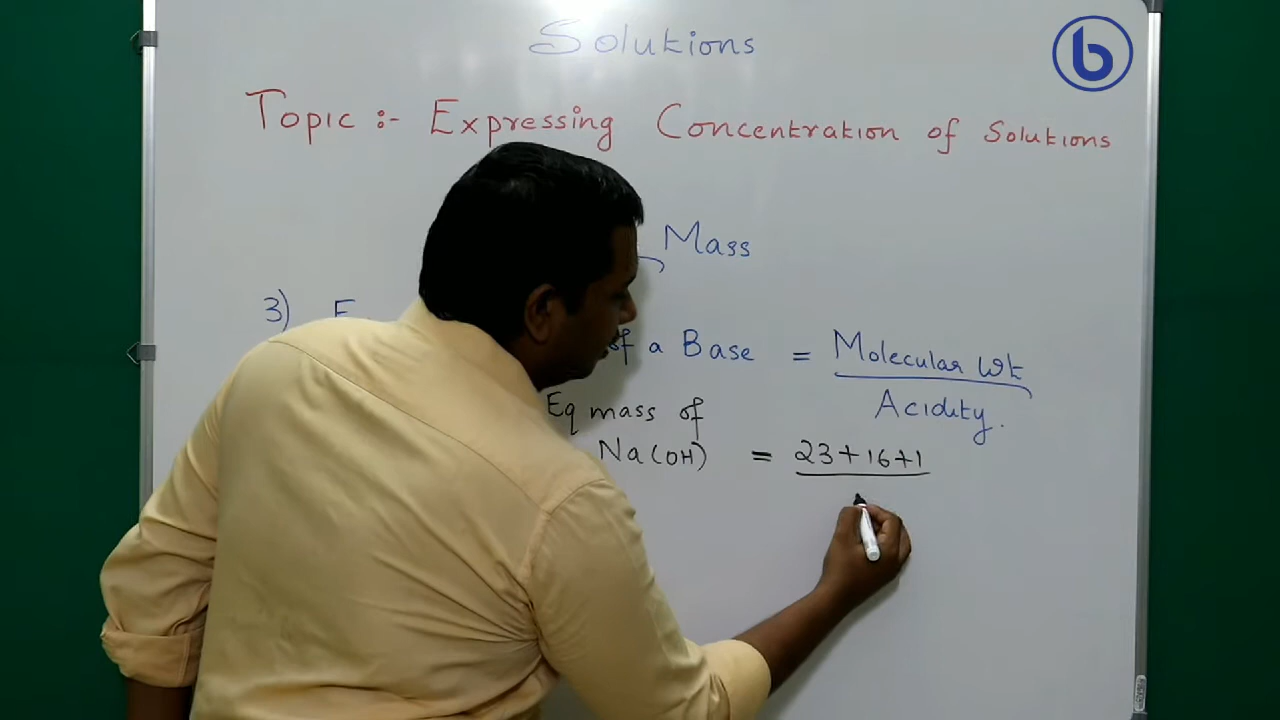 Solutions
b
Topic :- Expressing Concentration of Solutions
Mass
3) E
of a Base = Molecular Wt
Acidity.
Eq mass of
Na(OH) = 23+16+1